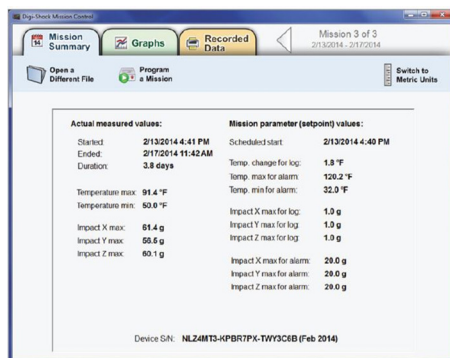 Digi-Shock Mission Control
Mission Summary
Graphs
Recorded Data
Mission 3 of 3
2/13/2014 - 2/17/2014
Open a Different File
Program a Mission
Switch to Metric Units
Actual measured values:
Started: 2/13/2014 4:41 PM
Ended: 2/17/2014 11:42 AM
Duration: 3.8 days
Temperature max: 91.4 °F
Temperature min: 50.0 °F
Impact X max: 61.4 g
Impact Y max: 56.5 g
Impact Z max: 60.1 g
Mission parameter (setpoint) values:
Scheduled start: 2/13/2014 4:40 PM
Temp. change for log: 1.8 °F
Temp. max for alarm: 120.2 °F
Temp. min for alarm: 32.0 °F
Impact X max for log: 1.0 g
Impact Y max for log: 1.0 g
Impact Z max for log: 1.0 g
Impact X max for alarm: 20.0 g
Impact Y max for alarm: 20.0 g
Impact Z max for alarm: 20.0 g
Device S/N: NLZ4MT3-KPBR7PX-TWY3C6B (Feb 2014)